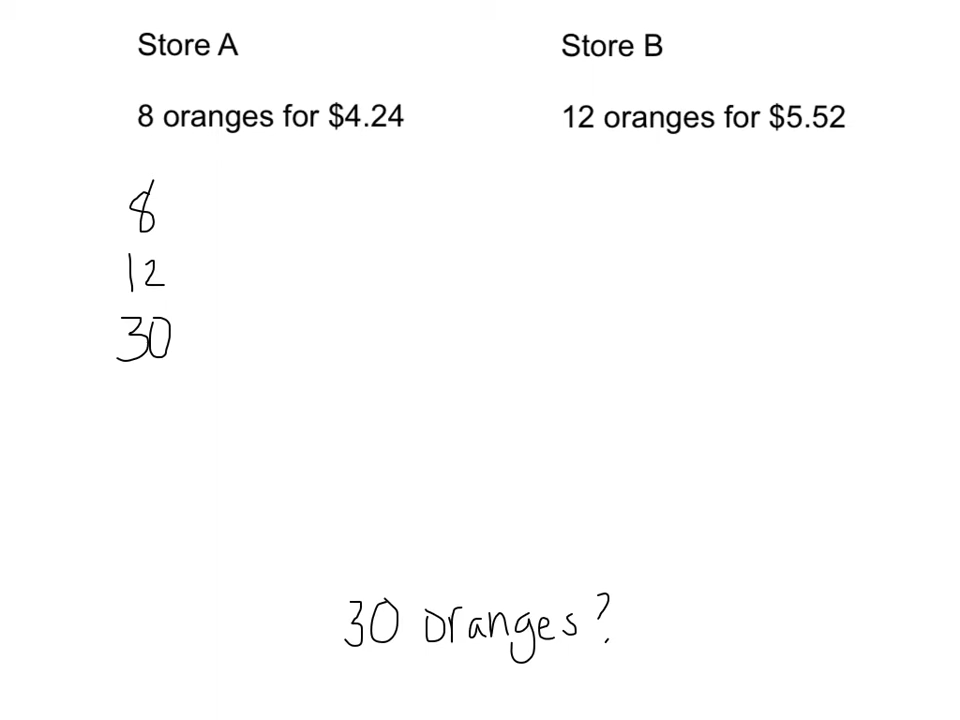 Store A
Store B
8 oranges for $4.24
12 oranges for $5.52
8
12
30
30 oranges?